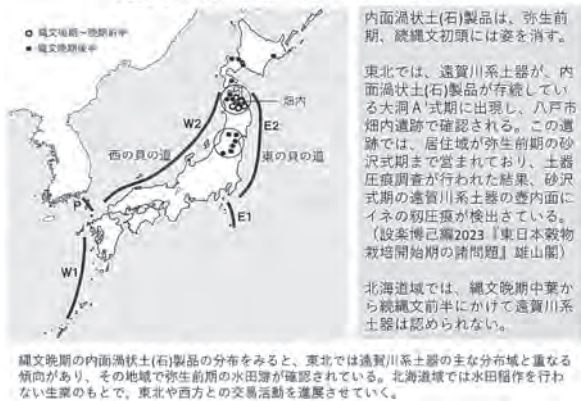 ○ 縄文後期~晩期前半
● 縄文晩期後半
畑内
W2
E2
西の貝の道
東の貝の道
P
E1
W1
内面渦状土(石)製品は、弥生前
期、続縄文初頭には姿を消す。
東北では、遠賀川系土器が、内
面渦状土(石)製品が存続してい
る大洞A'式期に出現し、八戸市
畑内遺跡で確認される。この遺
跡では、居住域が弥生前期の砂
沢式期まで営まれており、土器
圧痕調査が行われた結果、砂沢
式期の遠賀川系土器の壺内面に
イネの籾圧痕が検出さている。
(設楽博己編2023『東日本穀物
栽培開始期の諸問題』雄山閣)
北海道域では、縄文晩期中葉か
ら続縄文前半にかけて遠賀川系
土器は認められない。
縄文晩期の内面渦状土(石)製品の分布をみると、東北では遠賀川系土器の主な分布域と重なる
傾向があり、その地域で弥生前期の水田跡が確認されている。北海道域では水田稲作を行わ
ない生業のもとで、東北や西方との交易活動を進展させていく。